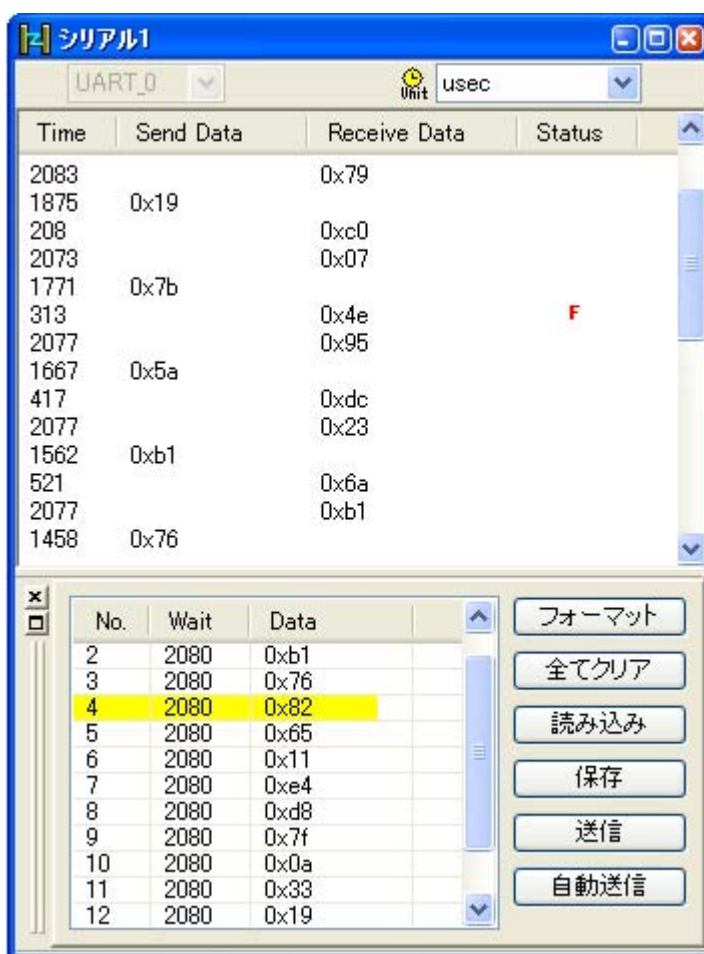 シリアル1
UART_0 Unit usec
Time Send Data Receive Data Status
2083 0x79
1875 0x19
208 0xc0
2073 0x07
1771 0x7b
313 0x4e F
2077 0x95
1667 0x5a
417 0xdc
2077 0x23
1562 0xb1
521 0x6a
2077 0xb1
1458 0x76
No. Wait Data
2 2080 0xb1
3 2080 0x76
4 2080 0x82
5 2080 0x65
6 2080 0x11
7 2080 0xe4
8 2080 0xd8
9 2080 0x7f
10 2080 0x0a
11 2080 0x33
12 2080 0x19
フォーマット
全てクリア
読み込み
保存
送信
自動送信